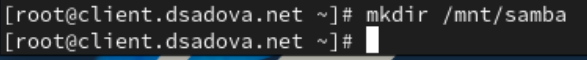 [root@client.dsadova.net ~]# mkdir /mnt/samba
[root@client.dsadova.net ~]#